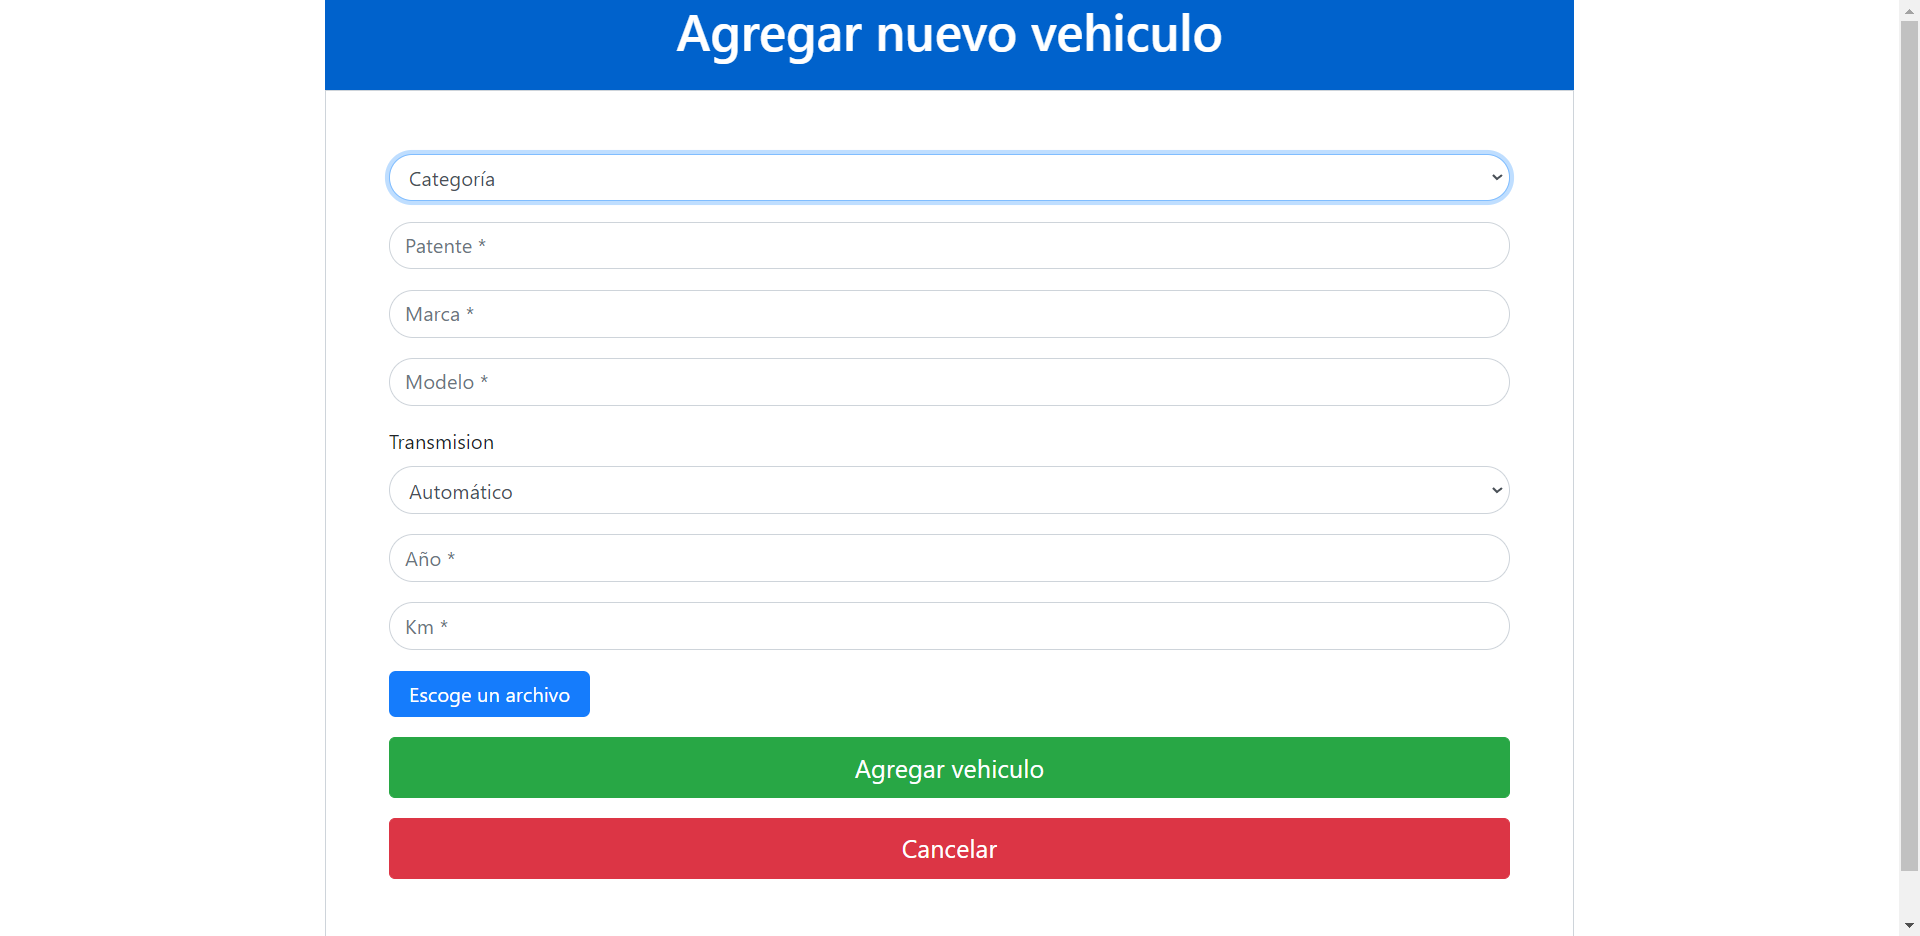 Agregar nuevo vehiculo
Categoría
Patente *
Marca *
Modelo *
Transmision
Automático
Año *
Km *
Escoge un archivo
Agregar vehiculo
Cancelar